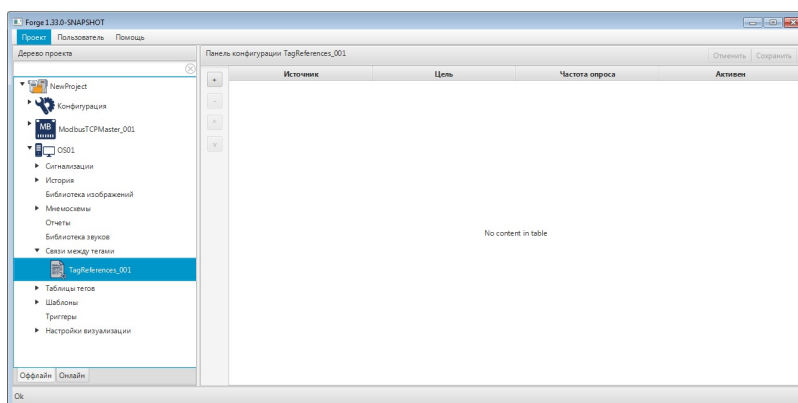 Forge 1.33.0-SNAPSHOT
Проект Пользователь Помощь
Дерево проекта
Панель конфигурации TagReferences_001
Отменить Сохранить
Источник Цель Частота опроса Активен
NewProject
Конфигурация
MB ModbusTCPMaster_001
OS01
Сигнализации
История
Библиотека изображений
Мнемосхемы
Отчеты
Библиотека звуков
Связи между тегами
TagReferences_001
Таблицы тегов
Шаблоны
Триггеры
Настройки визуализации
No content in table
Оффлайн Онлайн
Ok